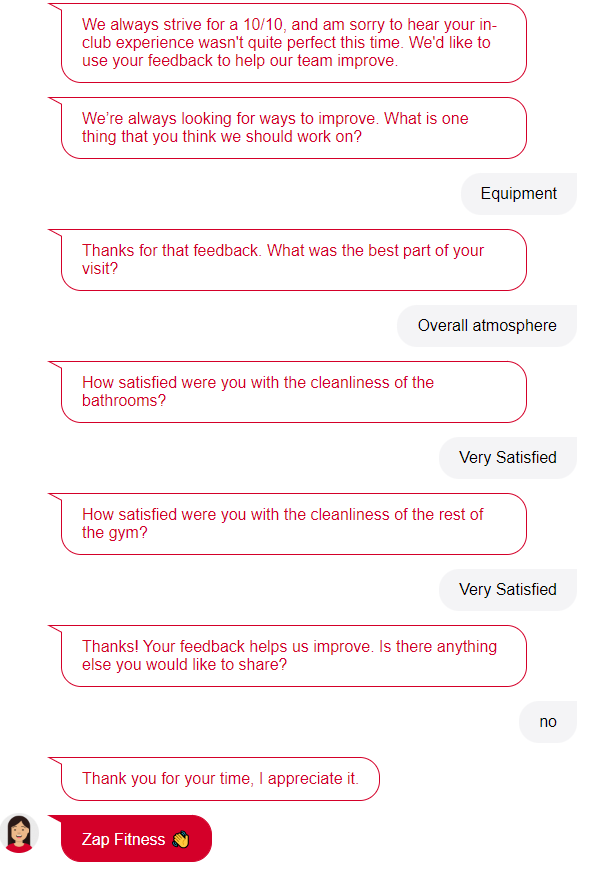 We always strive for a 10/10, and am sorry to hear your in-
club experience wasn't quite perfect this time. We'd like to
use your feedback to help our team improve.
We’re always looking for ways to improve. What is one
thing that you think we should work on?
Equipment
Thanks for that feedback. What was the best part of your
visit?
Overall atmosphere
How satisfied were you with the cleanliness of the
bathrooms?
Very Satisfied
How satisfied were you with the cleanliness of the rest of
the gym?
Very Satisfied
Thanks! Your feedback helps us improve. Is there anything
else you would like to share?
no
Thank you for your time, I appreciate it.
Zap Fitness 👏